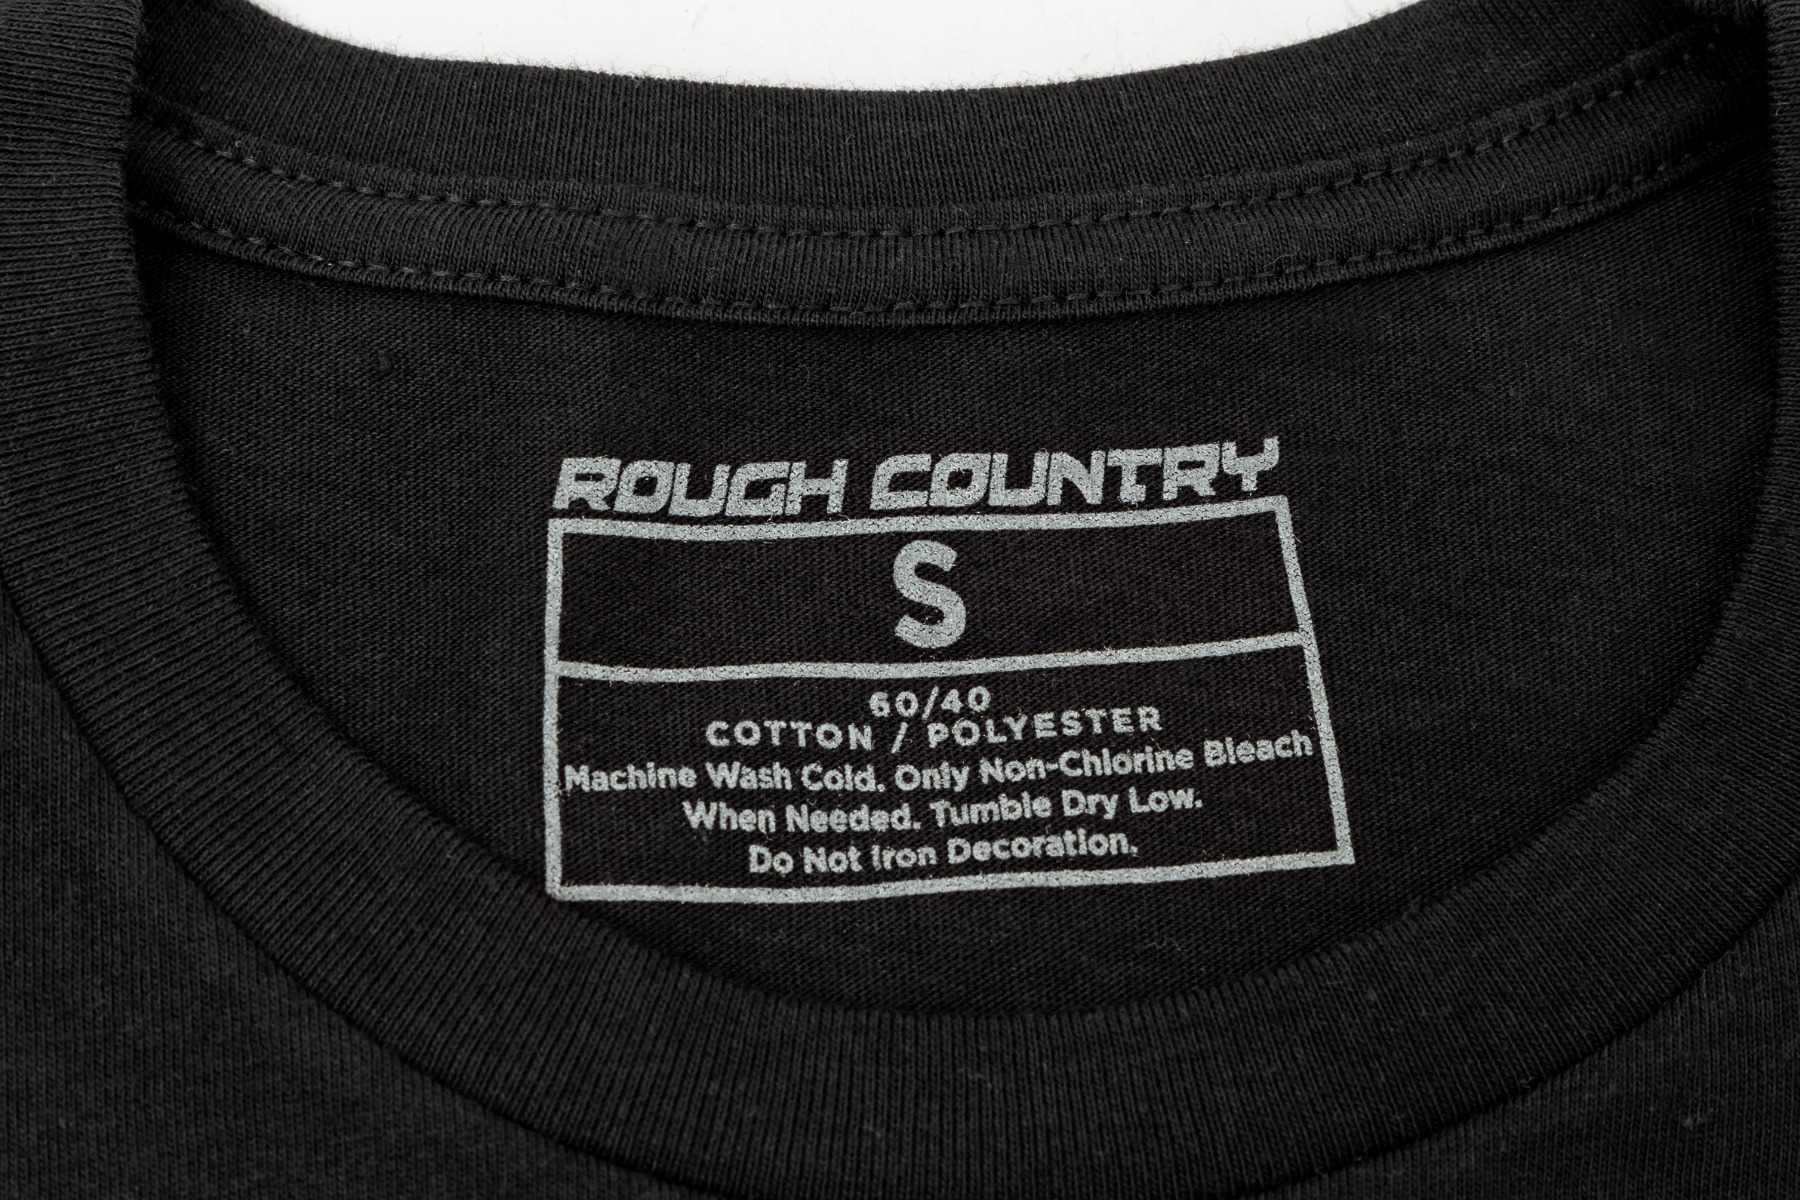 ROUGH COUNTRY
S
60/40
COTTON / POLYESTER
Machine Wash Cold. Only Non-Chlorine Bleach
When Needed. Tumble Dry Low.
Do Not Iron Decoration.